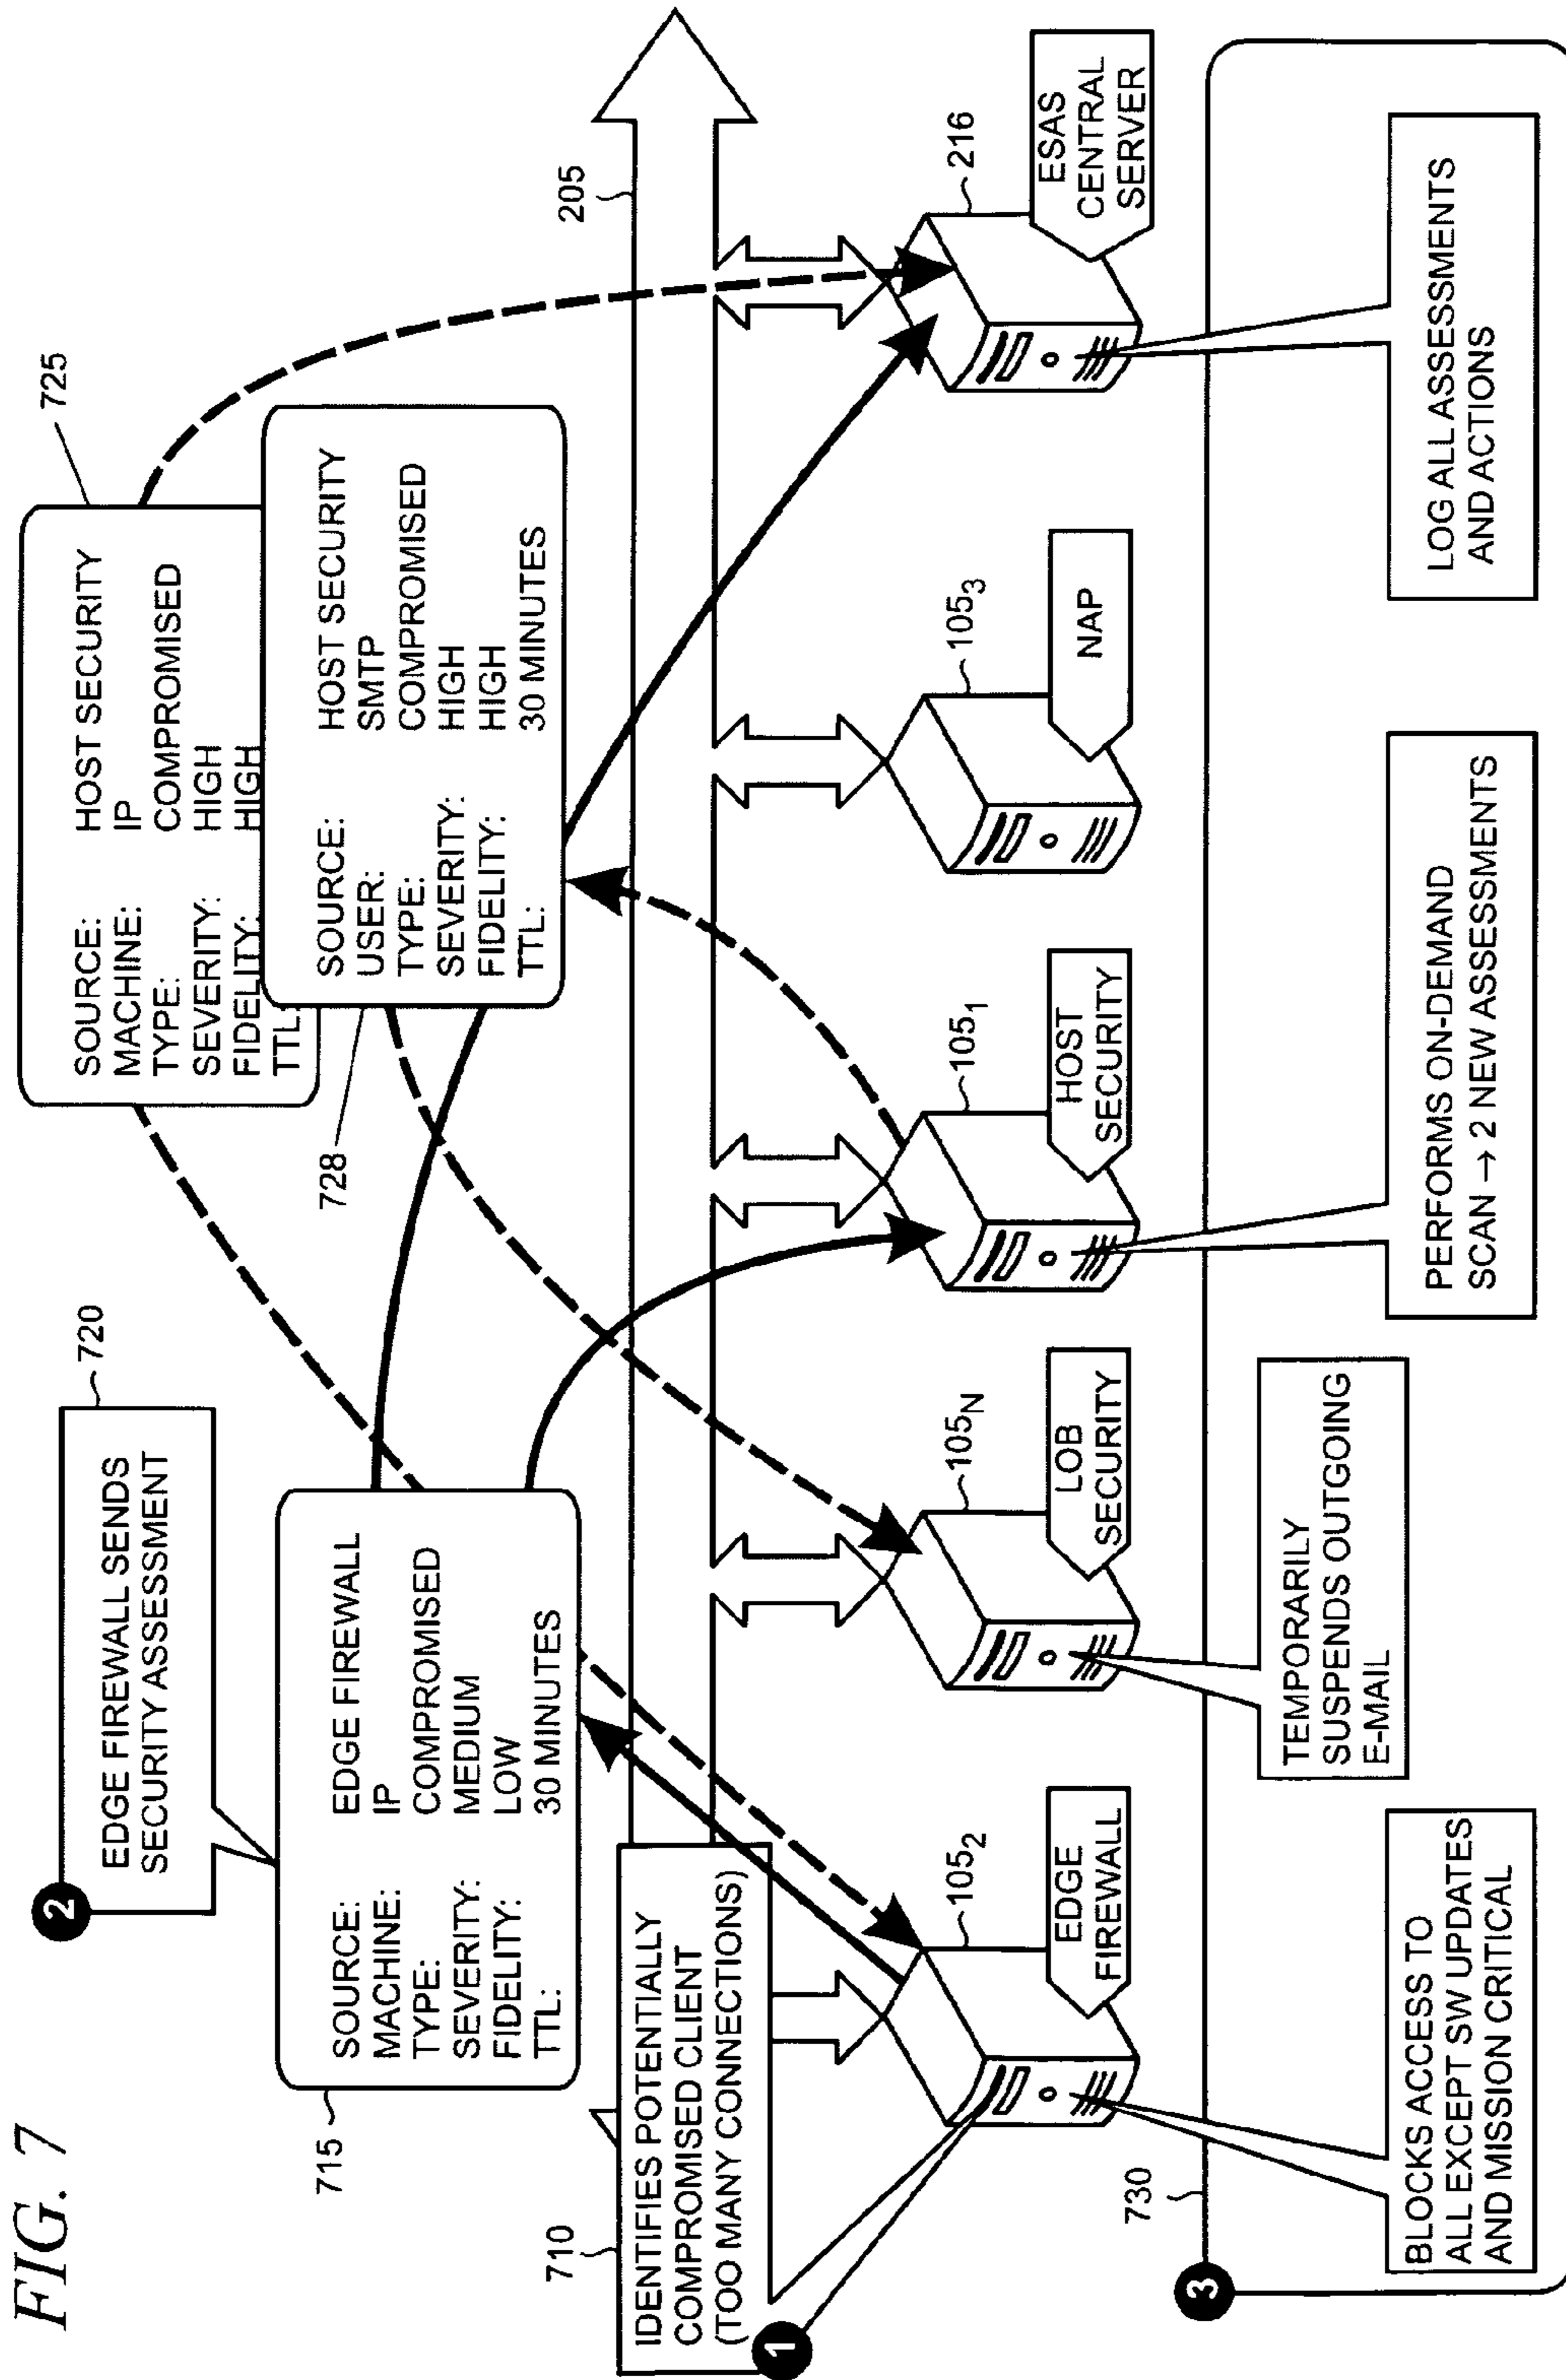 FIG. 7
2
720
EDGE FIREWALL SENDS
SECURITY ASSESSMENT
715
SOURCE: EDGE FIREWALL
MACHINE: IP
TYPE: COMPROMISED
SEVERITY: MEDIUM
FIDELITY: LOW
TTL: 30 MINUTES
725
SOURCE: HOST SECURITY
MACHINE: IP
TYPE: COMPROMISED
SEVERITY: HIGH
FIDELITY: HIGH
TTL:
728
SOURCE: HOST SECURITY
USER: SMTP
TYPE: COMPROMISED
SEVERITY: HIGH
FIDELITY: HIGH
TTL: 30 MINUTES
205
710
IDENTIFIES POTENTIALLY
COMPROMISED CLIENT
(TOO MANY CONNECTIONS)
1
105₂
EDGE
FIREWALL
105N
LOB
SECURITY
105₁
HOST
SECURITY
105₃
NAP
216
ESAS
CENTRAL
SERVER
730
3
BLOCKS ACCESS TO
ALL EXCEPT SW UPDATES
AND MISSION CRITICAL
TEMPORARILY
SUSPENDS OUTGOING
E-MAIL
PERFORMS ON-DEMAND
SCAN → 2 NEW ASSESSMENTS
LOG ALL ASSESSMENTS
AND ACTIONS